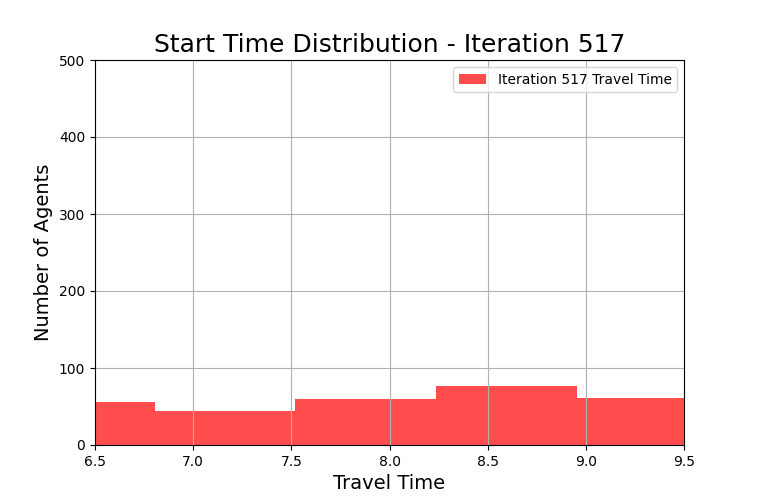 Start Time Distribution - Iteration 517
Iteration 517 Travel Time
Number of Agents
500
400
300
200
100
0
6.5 7.0 7.5 8.0 8.5 9.0 9.5
Travel Time